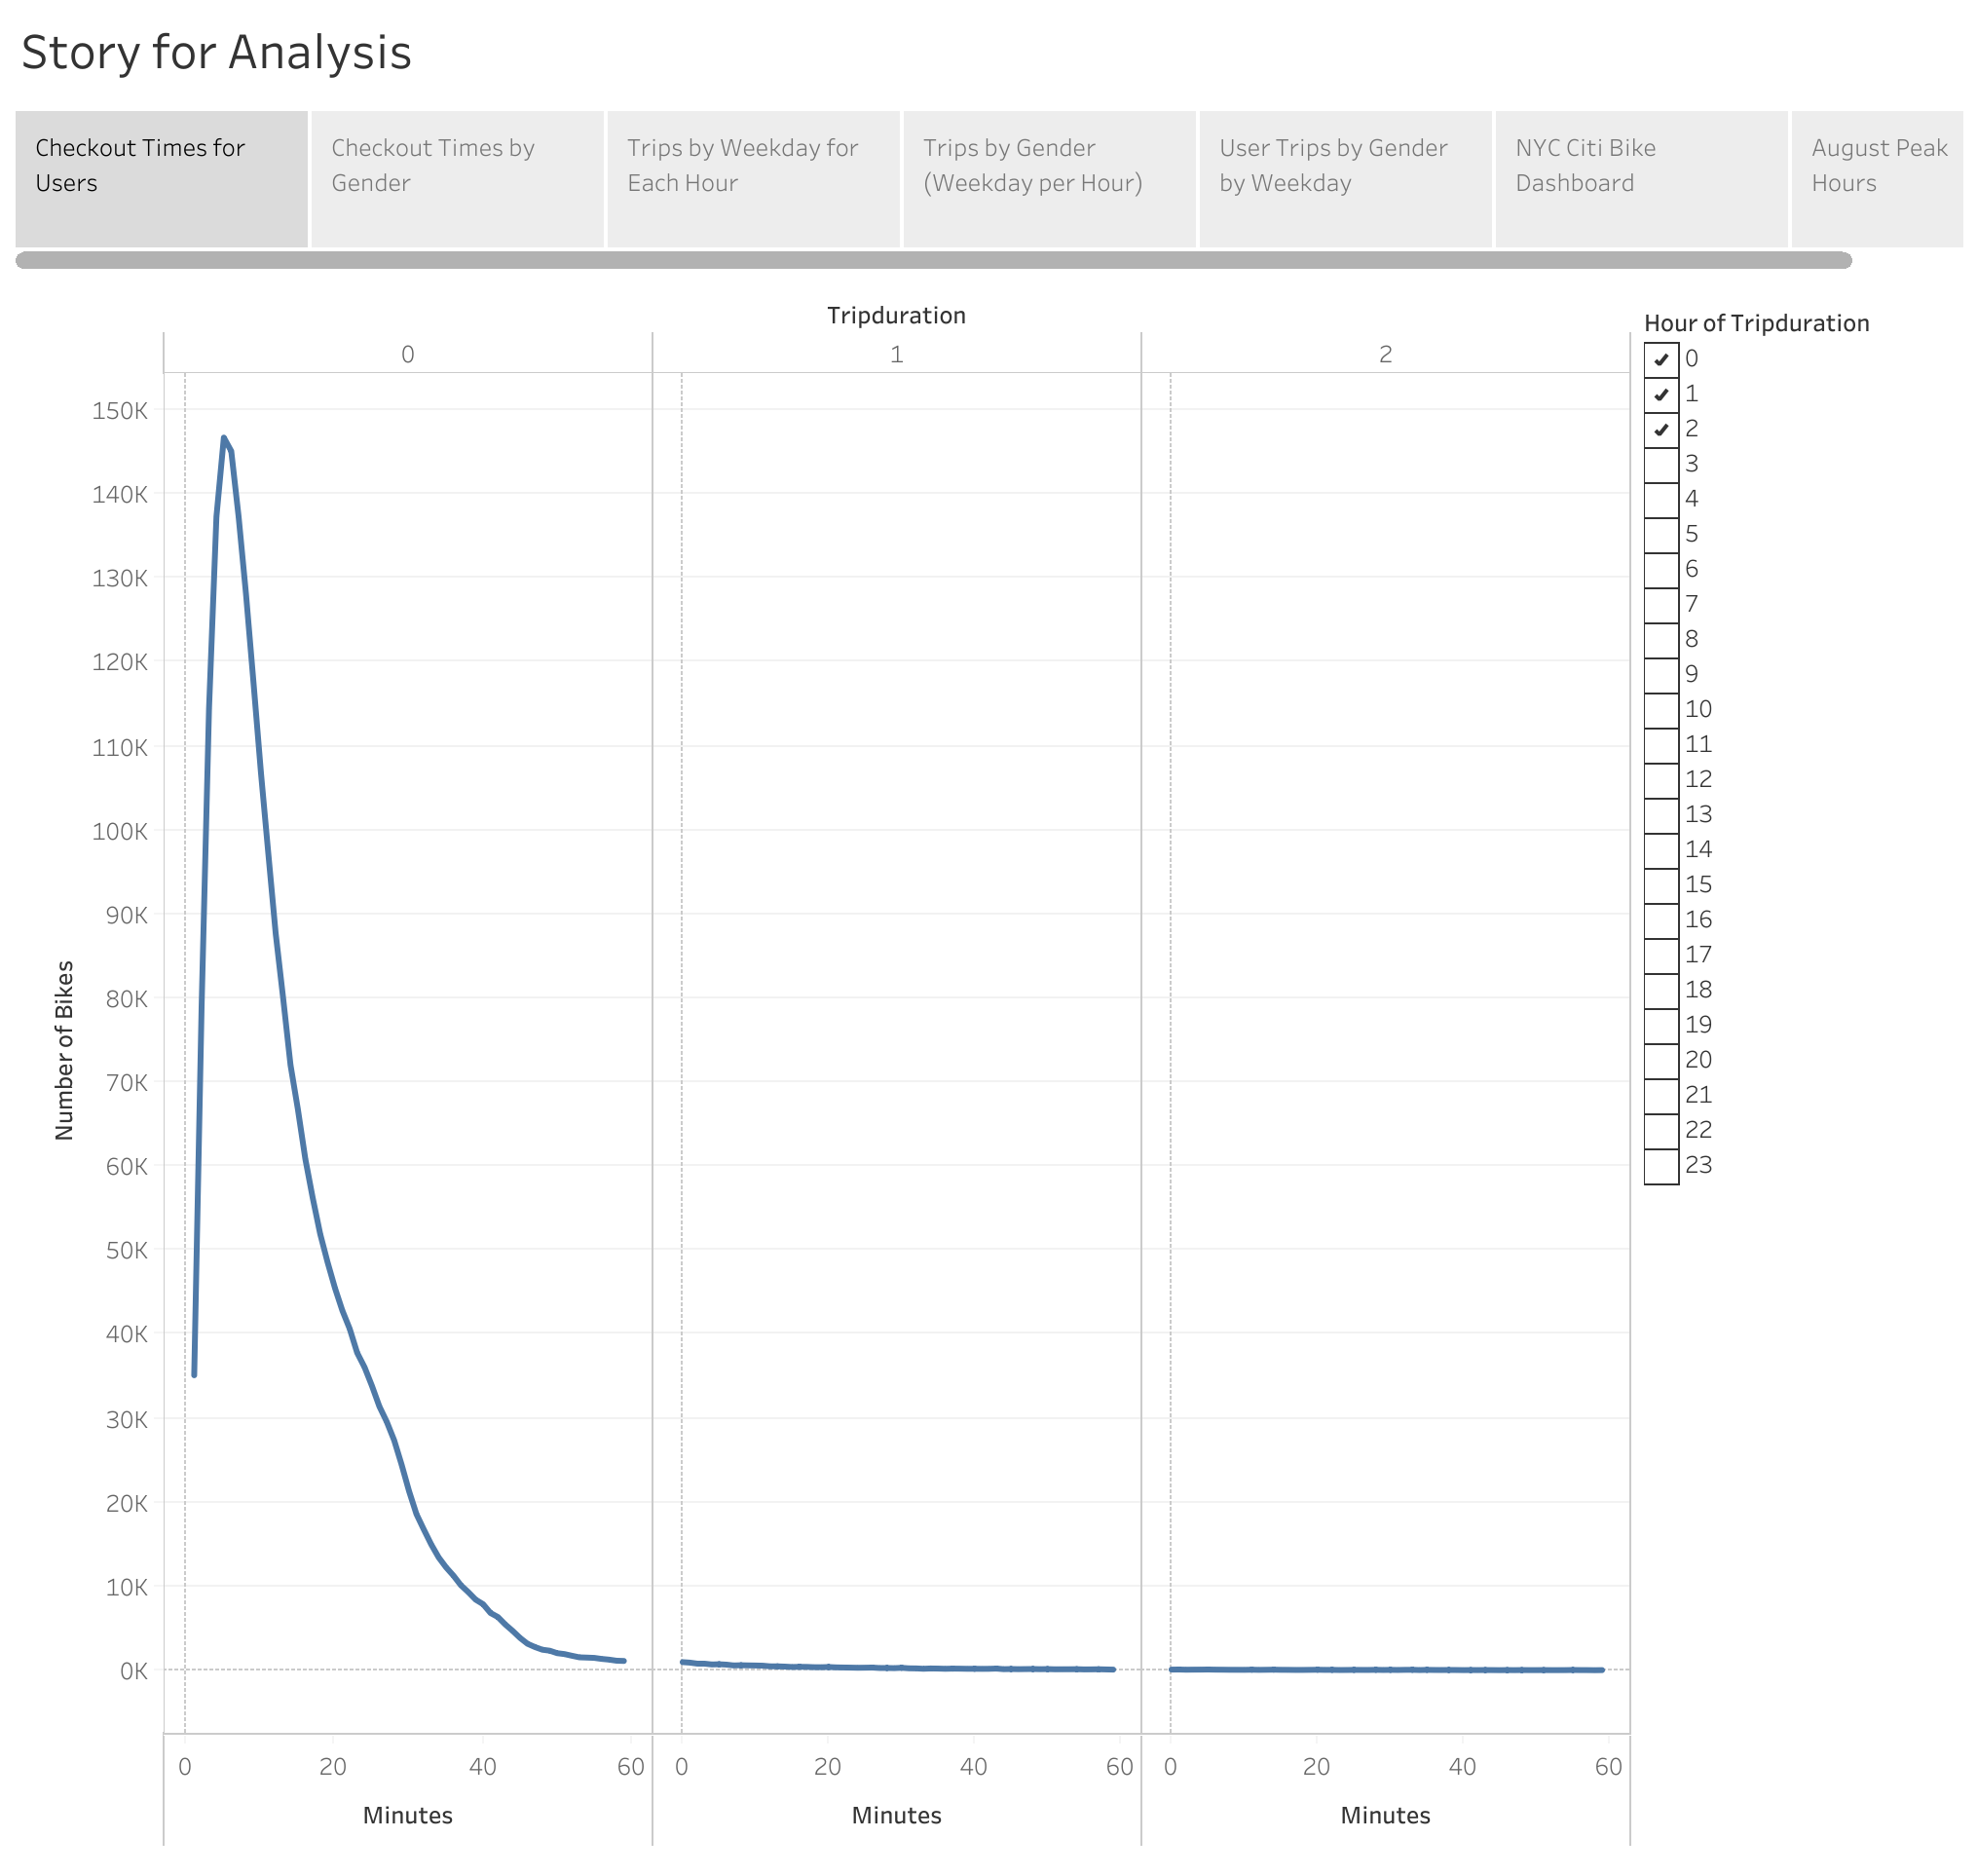 Story for Analysis
Checkout Times for
Users
Checkout Times by
Gender
Trips by Weekday for
Each Hour
Trips by Gender
(Weekday per Hour)
User Trips by Gender
by Weekday
NYC Citi Bike
Dashboard
August Peak
Hours
Tripduration
0
1
2
Number of Bikes
150K
140K
130K
120K
110K
100K
90K
80K
70K
60K
50K
40K
30K
20K
10K
0K
0 20 40 60
0 20 40 60
0 20 40 60
Minutes
Minutes
Minutes
Hour of Tripduration
0
1
2
3
4
5
6
7
8
9
10
11
12
13
14
15
16
17
18
19
20
21
22
23